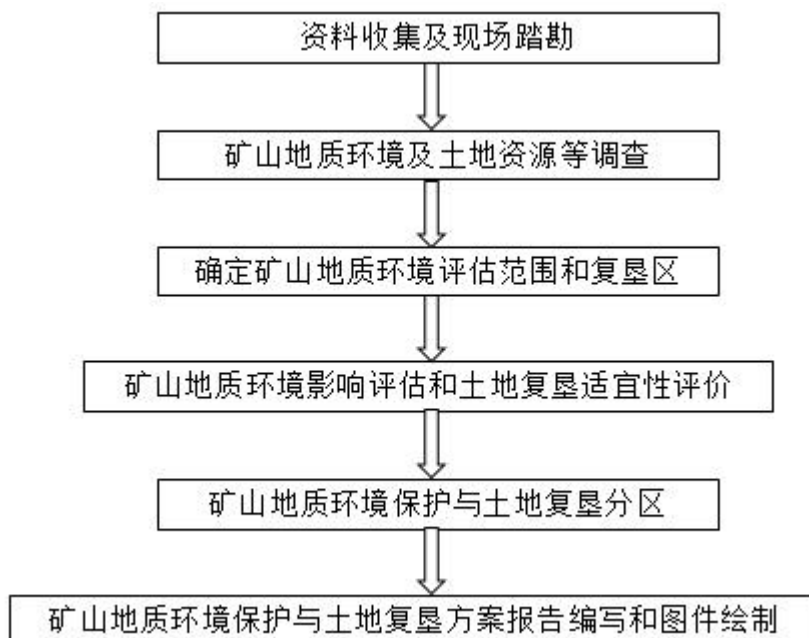 资料收集及现场踏勘
矿山地质环境及土地资源等调查
确定矿山地质环境评估范围和复垦区
矿山地质环境影响评估和土地复垦适宜性评价
矿山地质环境保护与土地复垦分区
矿山地质环境保护与土地复垦方案报告编写和图件绘制